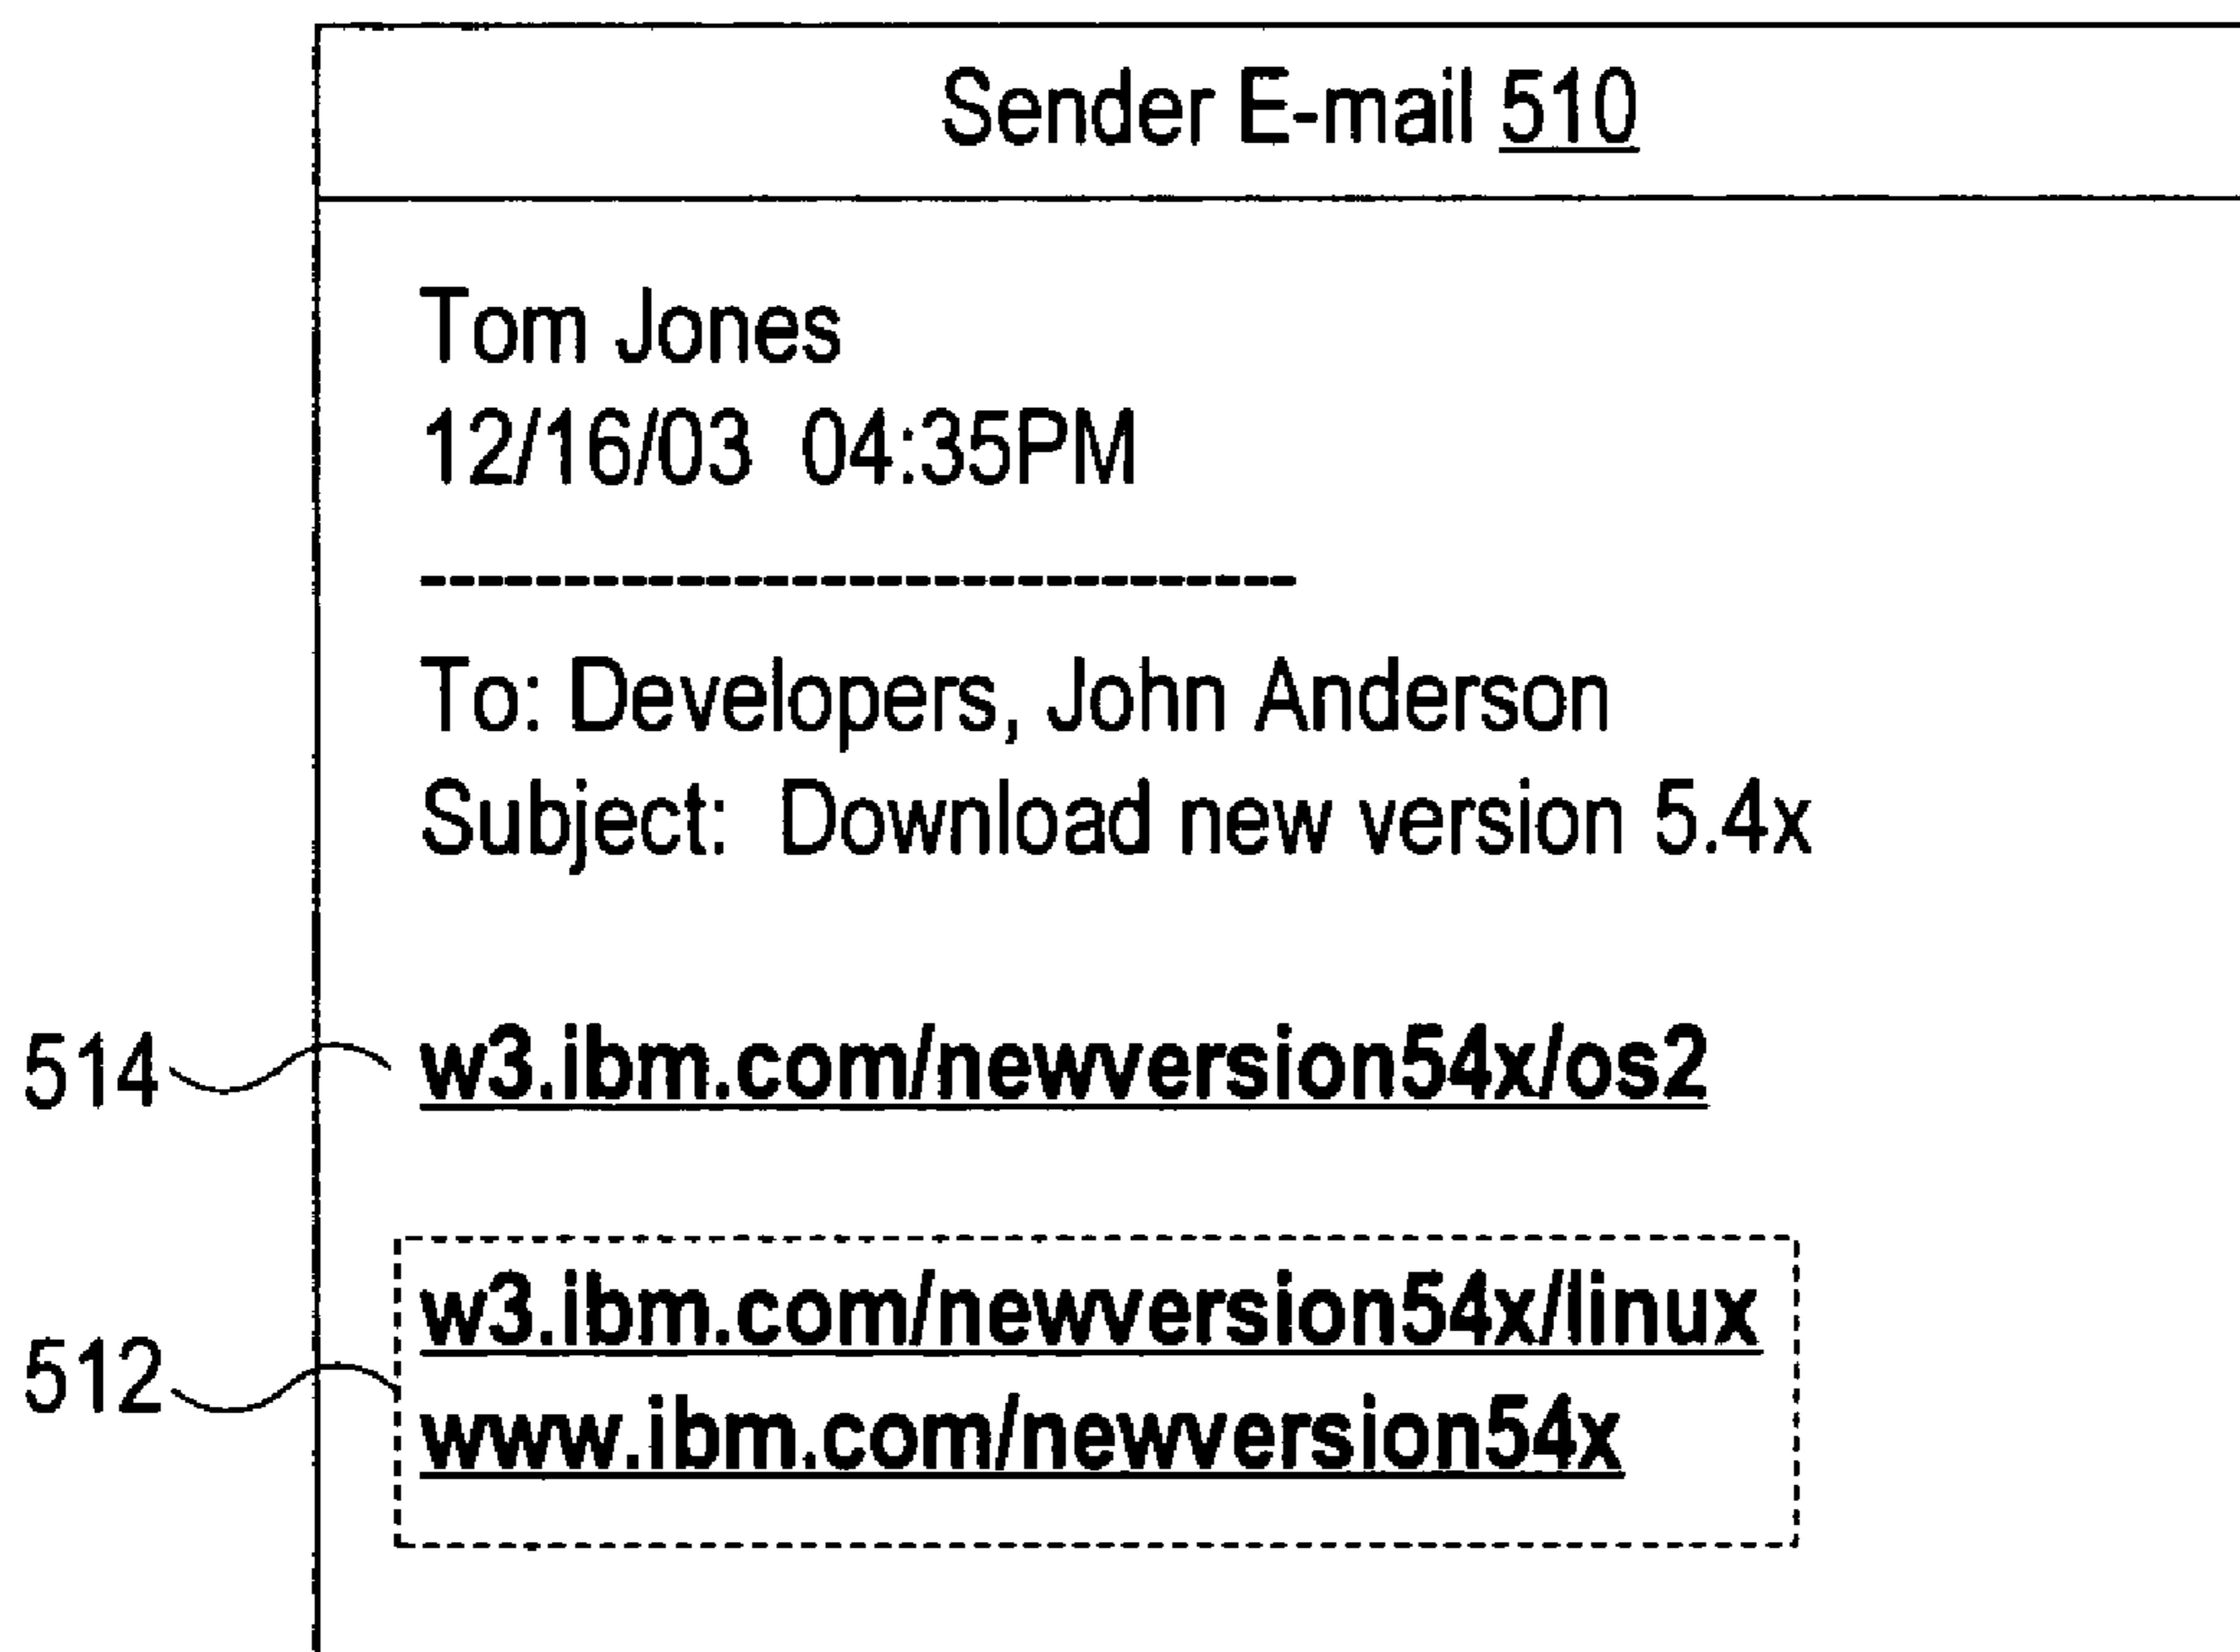 Sender E-mail 510
Tom Jones
12/16/03 04:35PM
-------------------------------
To: Developers, John Anderson
Subject: Download new version 5.4x
514 w3.ibm.com/newversion54x/os2
w3.ibm.com/newversion54x/linux
512
www.ibm.com/newversion54x